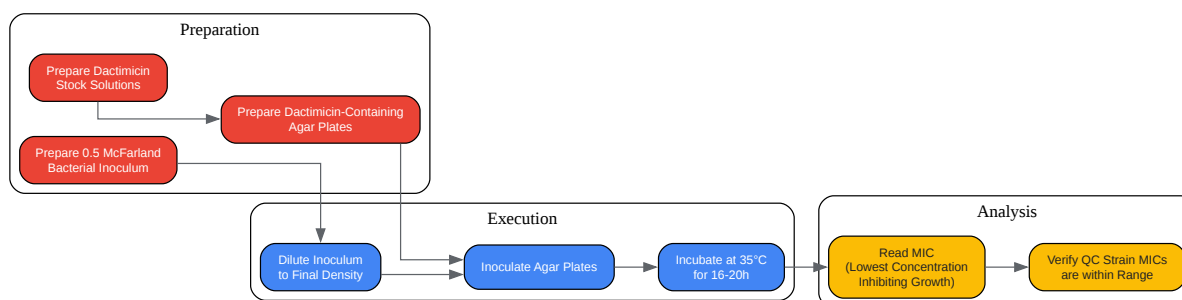 Preparation
Prepare Dactimicin
Stock Solutions
Prepare Dactimicin-Containing
Agar Plates
Prepare 0.5 McFarland
Bacterial Inoculum
Execution
Dilute Inoculum
to Final Density
Inoculate Agar Plates
Incubate at 35°C
for 16-20h
Analysis
Read MIC
(Lowest Concentration
Inhibiting Growth)
Verify QC Strain MICs
are within Range